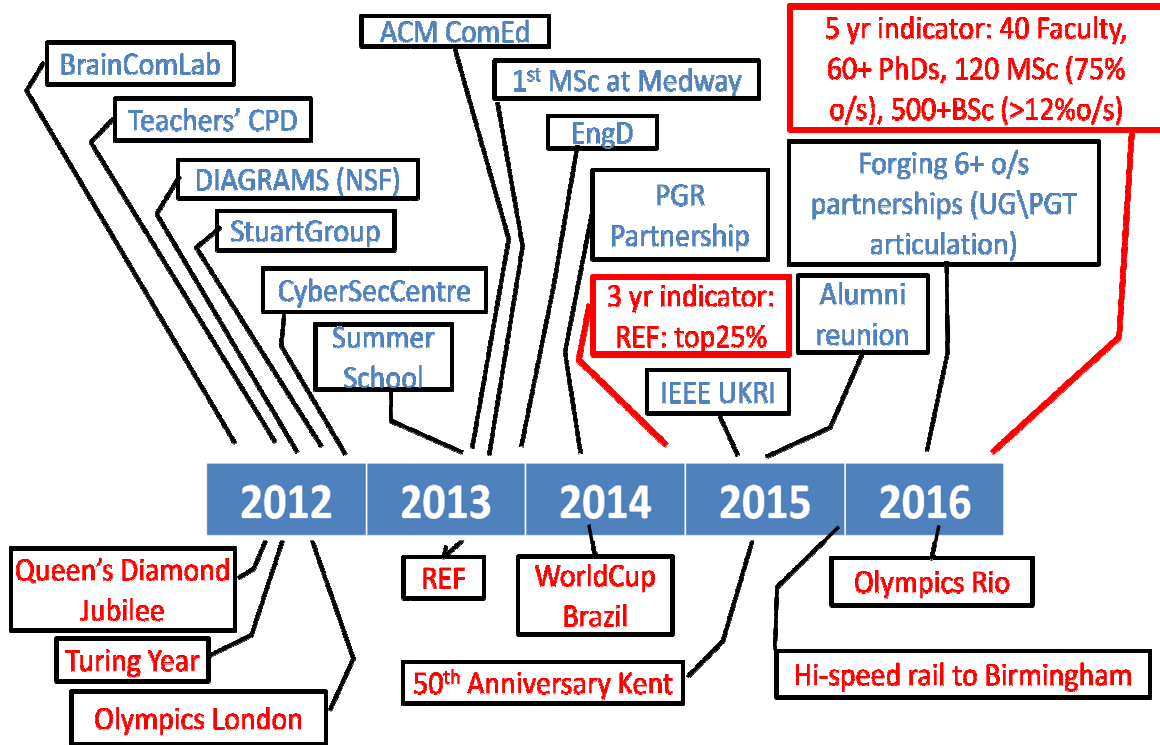 ACM ComEd
5 yr indicator: 40 Faculty,
60+ PhDs, 120 MSc (75%
o/s), 500+BSc (>12%o/s)
BrainComLab
1st MSc at Medway
Teachers’ CPD
EngD
DIAGRAMS (NSF)
PGR
Partnership
Forging 6+ o/s
partnerships (UG\PGT
articulation)
StuartGroup
CyberSecCentre
3 yr indicator:
REF: top25%
Alumni
reunion
Summer
School
IEEE UKRI
2012
2013
2014
2015
2016
Queen’s Diamond
Jubilee
REF
WorldCup
Brazil
Olympics Rio
Turing Year
50th Anniversary Kent
Hi-speed rail to Birmingham
Olympics London